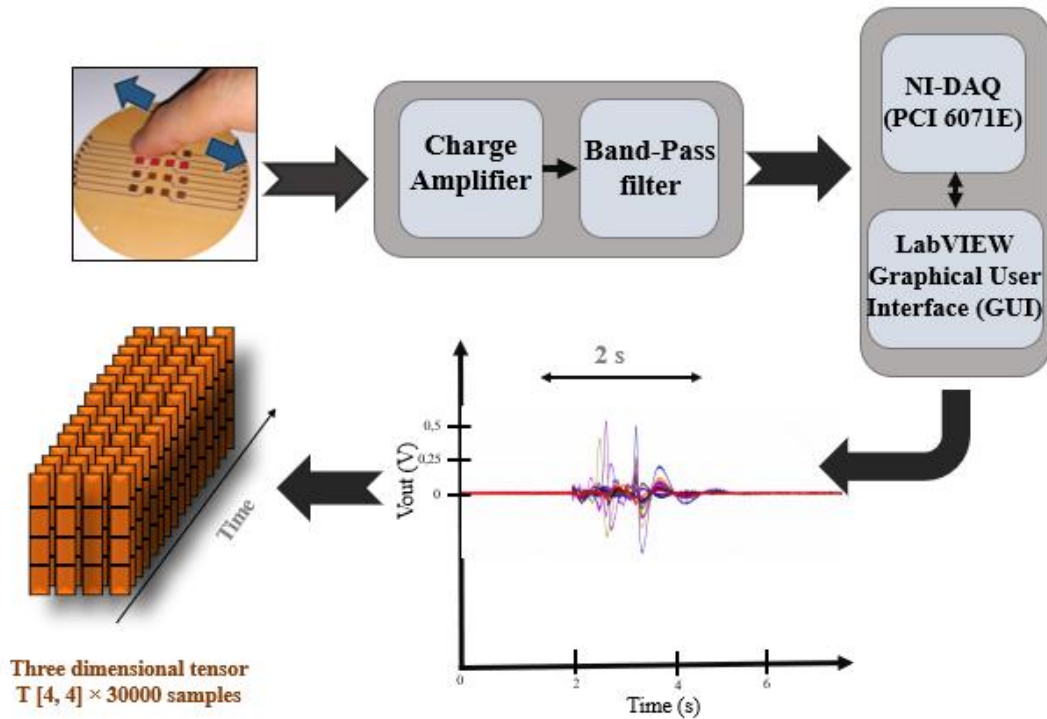 Charge
Amplifier
Band-Pass
filter
NI-DAQ
(PCI 6071E)
LabVIEW
Graphical User
Interface (GUI)
2 s
Vout (V)
0,5
0,25
0
0
2
4
6
Time (s)
Time
Three dimensional tensor
T [4, 4] × 30000 samples